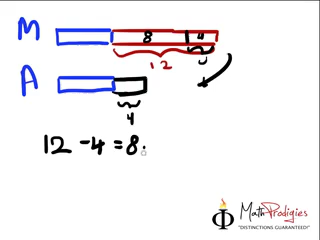 M
8
4
12
A
4
12 - 4 = 8.
MathProdigies
"DISTINCTIONS GUARANTEED!"